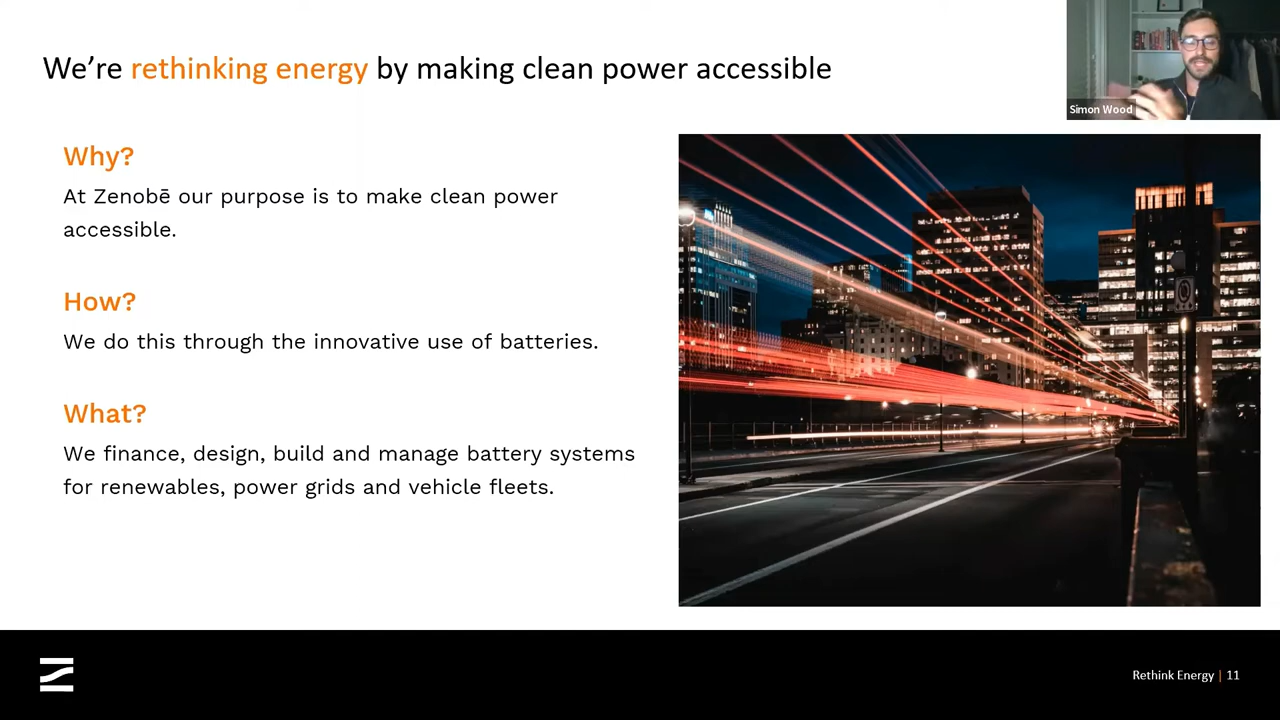 We’re rethinking energy by making clean power accessible
Simon Wood
Why?
At Zenobē our purpose is to make clean power
accessible.
How?
We do this through the innovative use of batteries.
What?
We finance, design, build and manage battery systems
for renewables, power grids and vehicle fleets.
Rethink Energy | 11